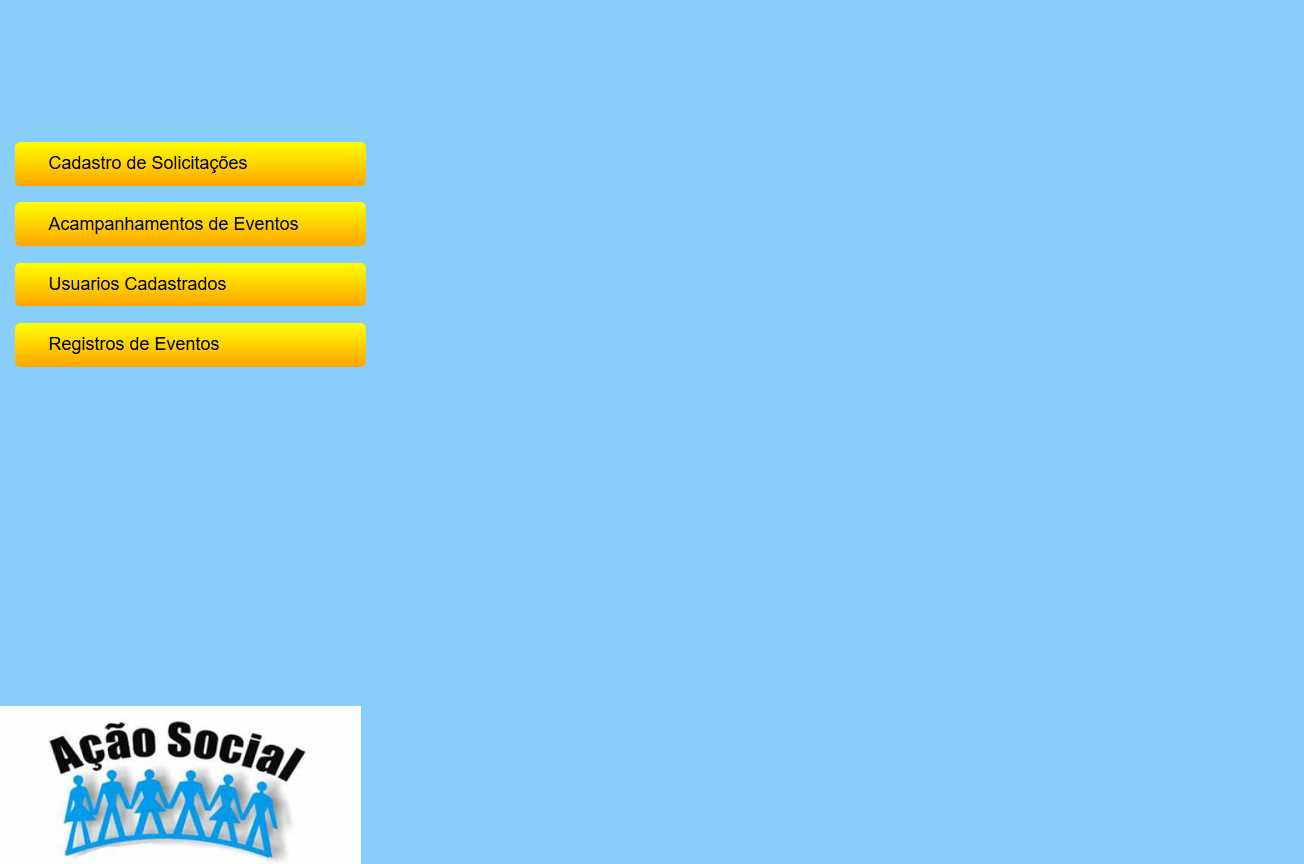 Cadastro de Solicitações
Acampanhamentos de Eventos
Usuarios Cadastrados
Registros de Eventos
Ação Social